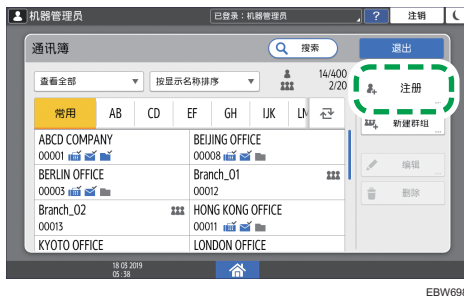 机器管理员 已登录：机器管理员 ? 注销
通讯簿 搜索 退出
查看全部 按显示名称排序 14/400
2/20
注册
常用 AB CD EF GH IJK LM
新建群组
ABCD COMPANY BEIJING OFFICE
00001 00008
BERLIN OFFICE Branch_01
00003 00012
编辑
删除
Branch_02 HONG KONG OFFICE
00013 00011
KYOTO OFFICE LONDON OFFICE
18 03 2019
05:38
EBW698